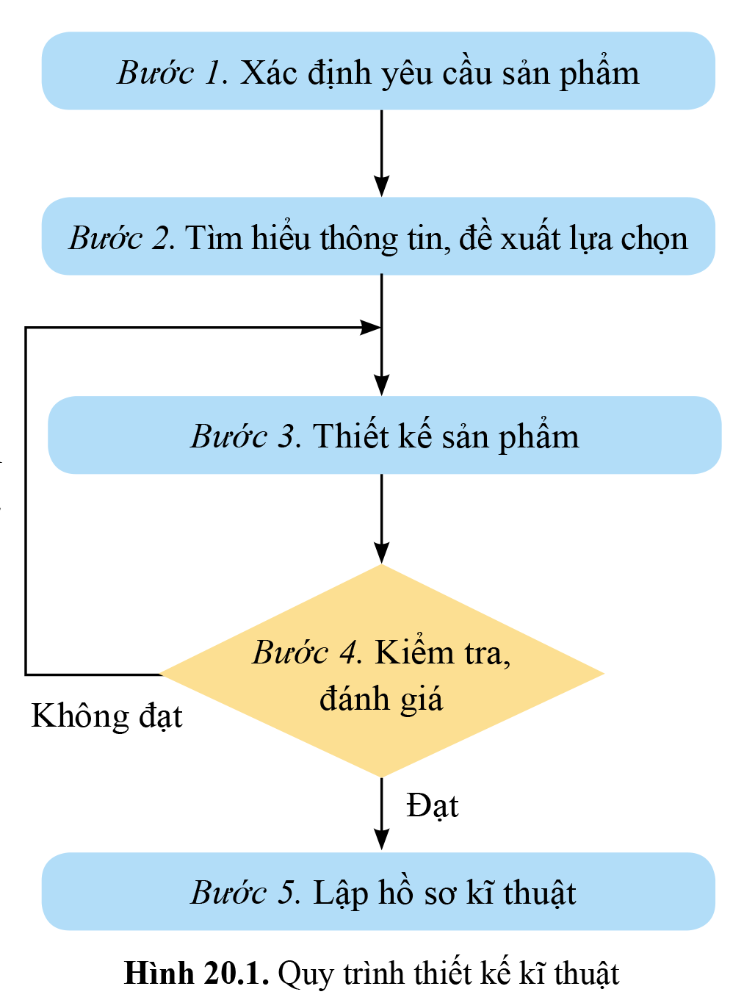 Bước 1. Xác định yêu cầu sản phẩm
Bước 2. Tìm hiểu thông tin, đề xuất lựa chọn
Bước 3. Thiết kế sản phẩm
Bước 4. Kiểm tra,
đánh giá
Không đạt
Đạt
Bước 5. Lập hồ sơ kĩ thuật
Hình 20.1. Quy trình thiết kế kĩ thuật